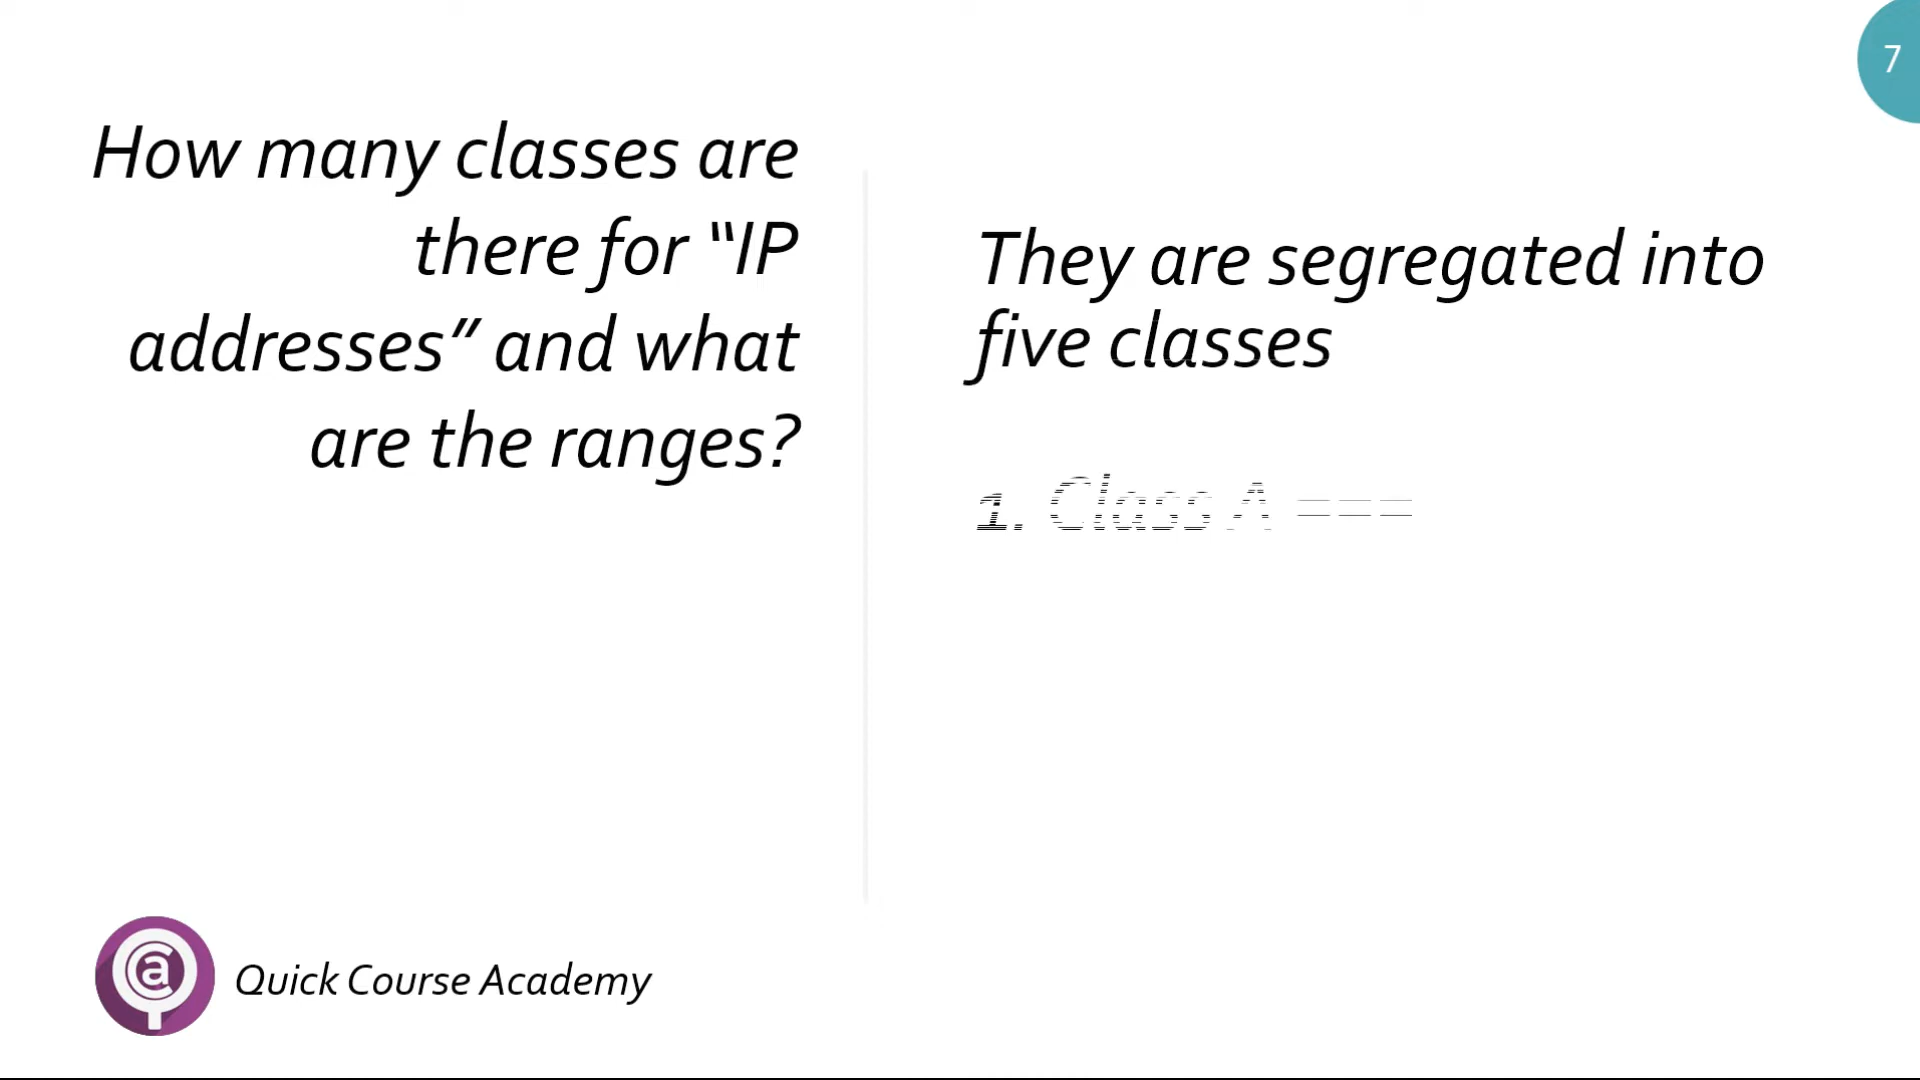 7
How many classes are
there for “IP
addresses” and what
are the ranges?
They are segregated into
five classes
1. Class A ===
Quick Course Academy